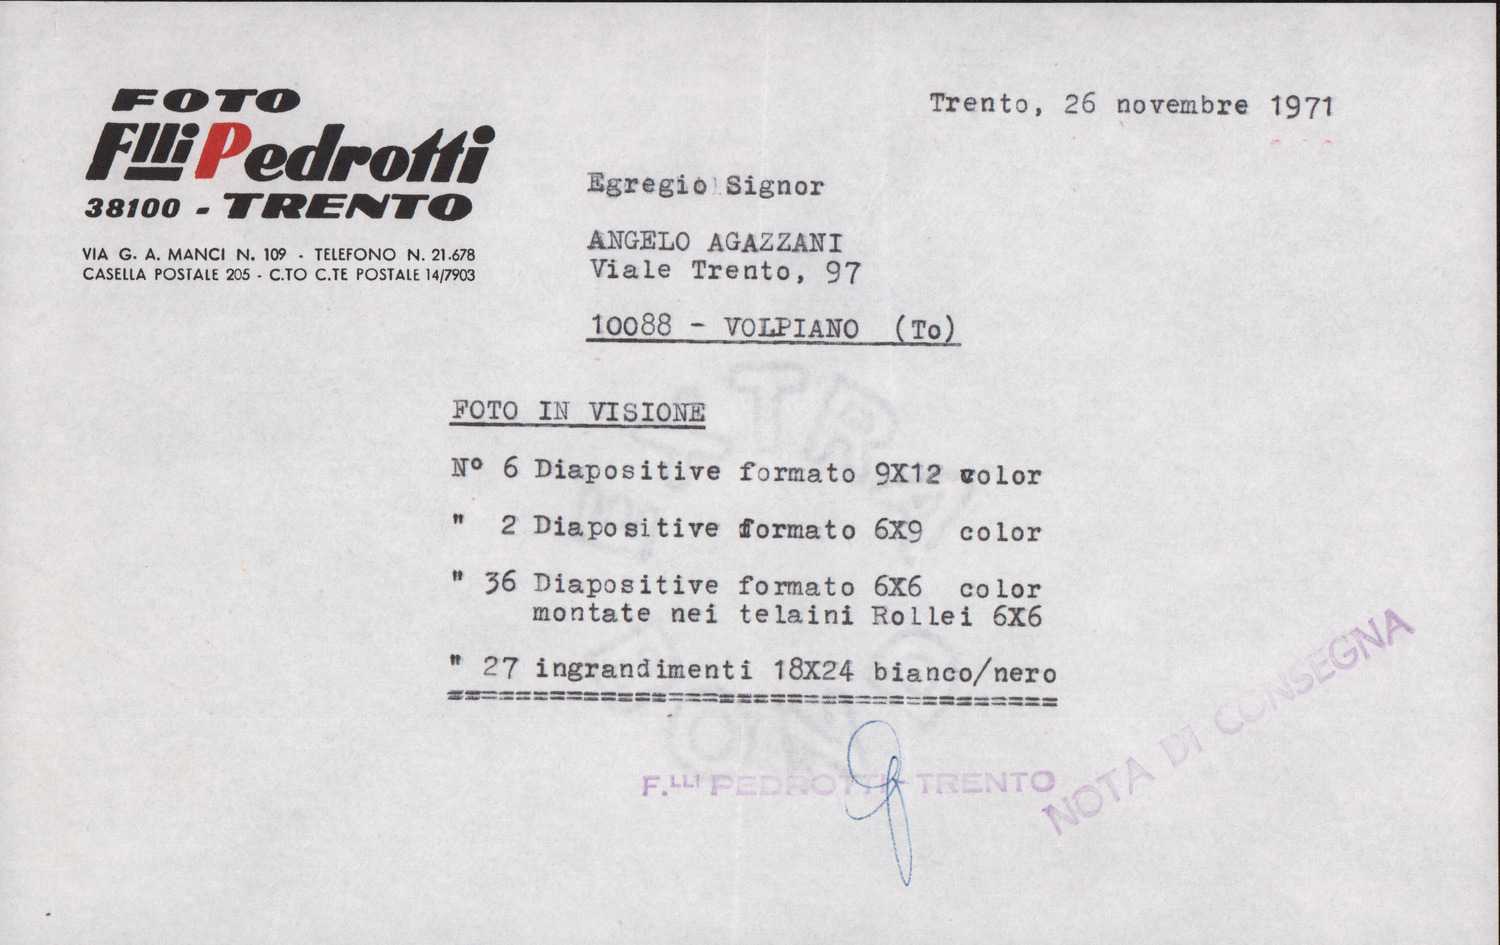 FOTO
F.lli Pedrotti
38100 - TRENTO
VIA G. A. MANCI N. 109 - TELEFONO N. 21.678
CASELLA POSTALE 205 - C.TO C.TE POSTALE 14/7903
Trento, 26 novembre 1971
Egregio Signor
ANGELO AGAZZANI
Viale Trento, 97
10088 - VOLPIANO (To)
FOTO IN VISIONE
N° 6 Diapositive formato 9X12 color
" 2 Diapositive formato 6X9 color
" 36 Diapositive formato 6X6 color
montate nei telaini Rollei 6X6
" 27 ingrandimenti 18X24 bianco/nero
F.LLI PEDROTTI - TRENTO
NOTA DI CONSEGNA